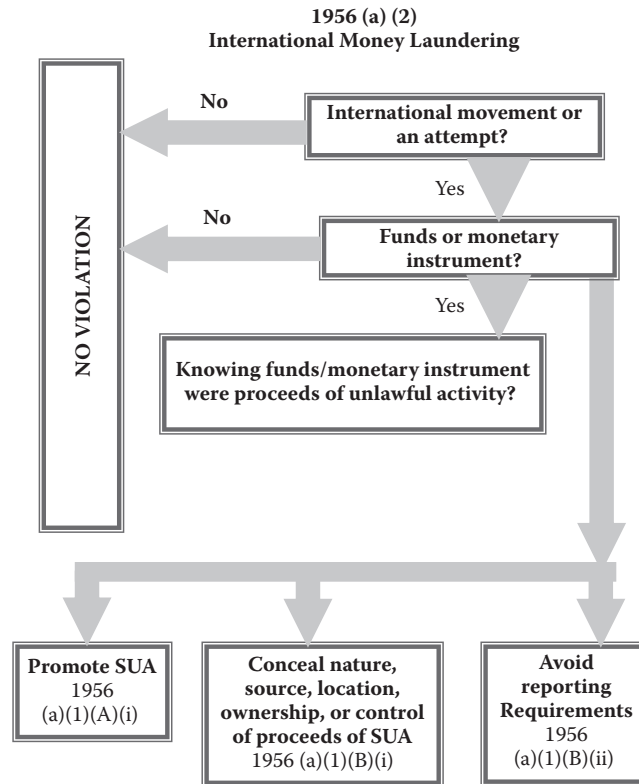 1956 (a) (2)
International Money Laundering
No
International movement or
an attempt?
Yes
No
Funds or monetary
instrument?
NO VIOLATION
Yes
Knowing funds/monetary instrument
were proceeds of unlawful activity?
Promote SUA
1956
(a)(1)(A)(i)
Conceal nature,
source, location,
ownership, or control
of proceeds of SUA
1956 (a)(1)(B)(i)
Avoid
reporting
Requirements
1956
(a)(1)(B)(ii)